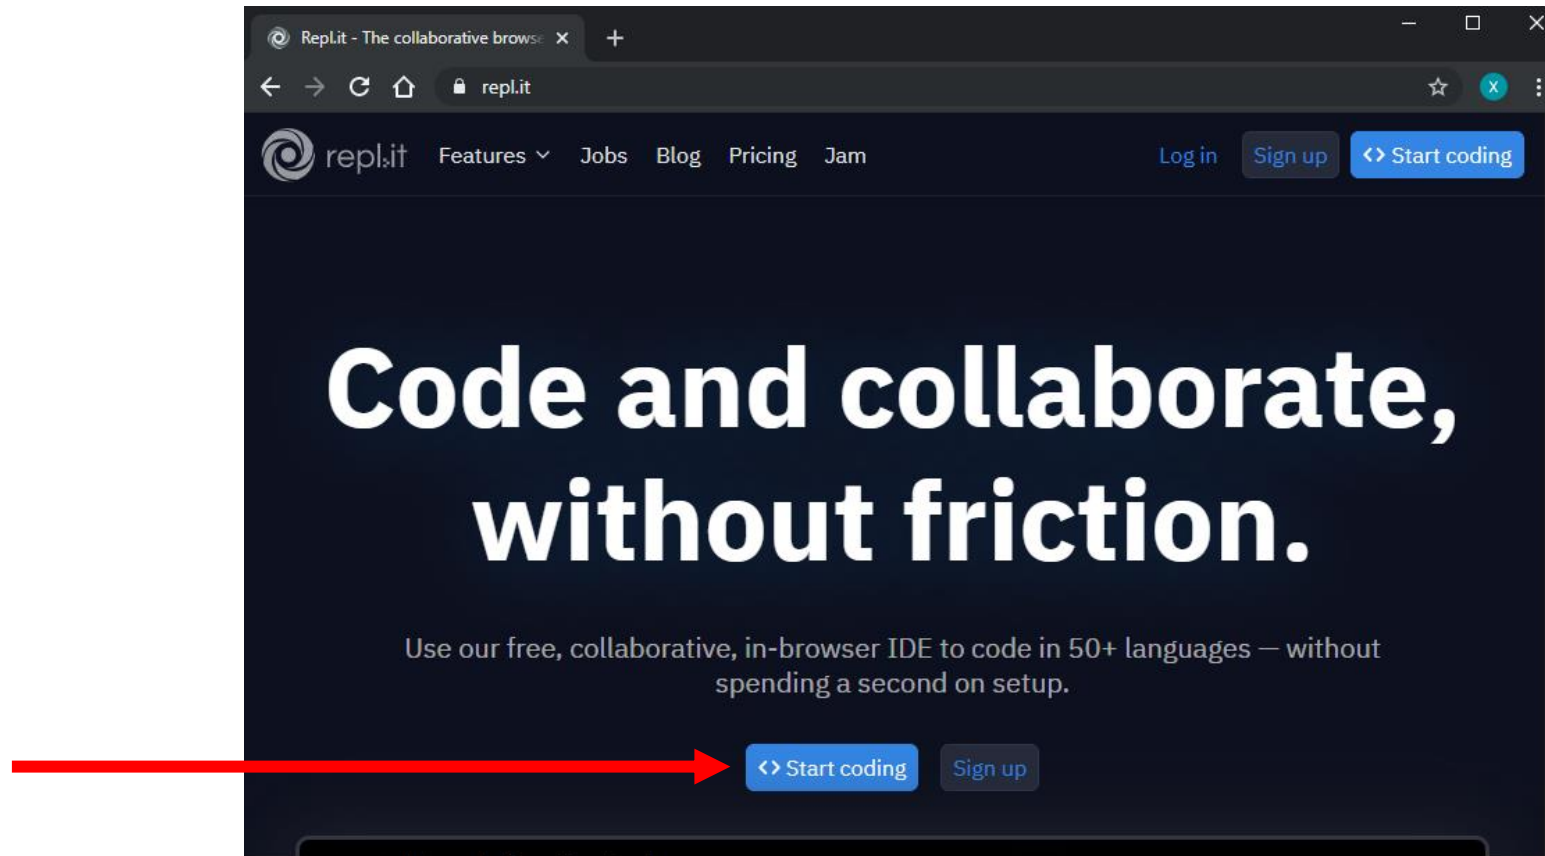 Repl.it - The collaborative browse
repl.it
repl.it Features Jobs Blog Pricing Jam Log in Sign up <> Start coding
Code and collaborate,
without friction.
Use our free, collaborative, in-browser IDE to code in 50+ languages — without
spending a second on setup.
<> Start coding Sign up
X